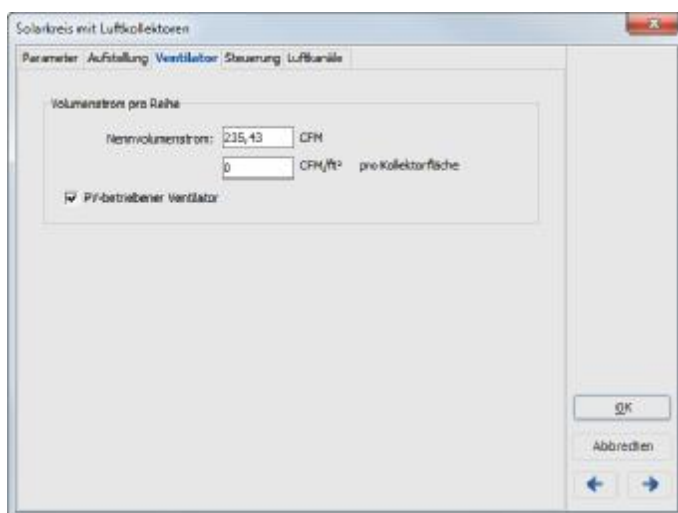 Solarkreis mit Luftkollektoren
Parameter Aufstellung Ventilator Steuerung Luftkanäle
Volumenstrom pro Reihe
Nennvolumenstrom: 235,43 CFM
0 CFM/ft² pro Kollektorfläche
PV-betriebener Ventilator
OK
Abbrechen